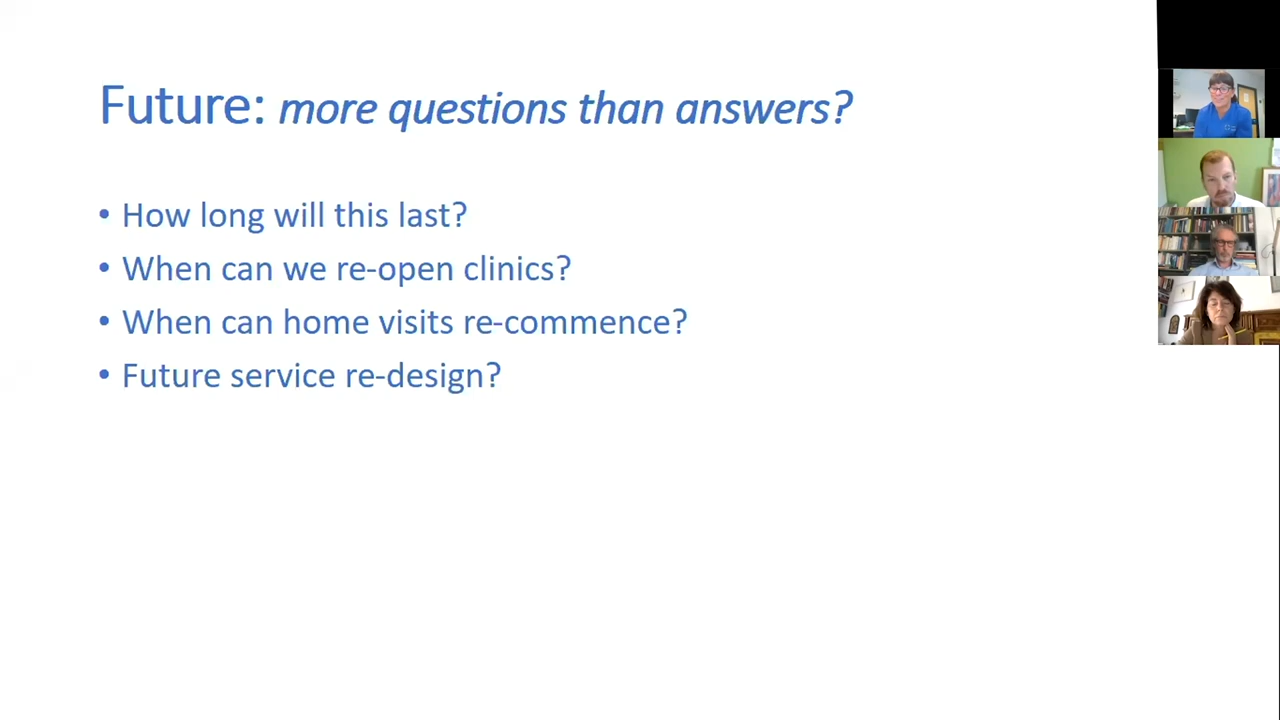 Future: more questions than answers?
• How long will this last?
• When can we re-open clinics?
• When can home visits re-commence?
• Future service re-design?